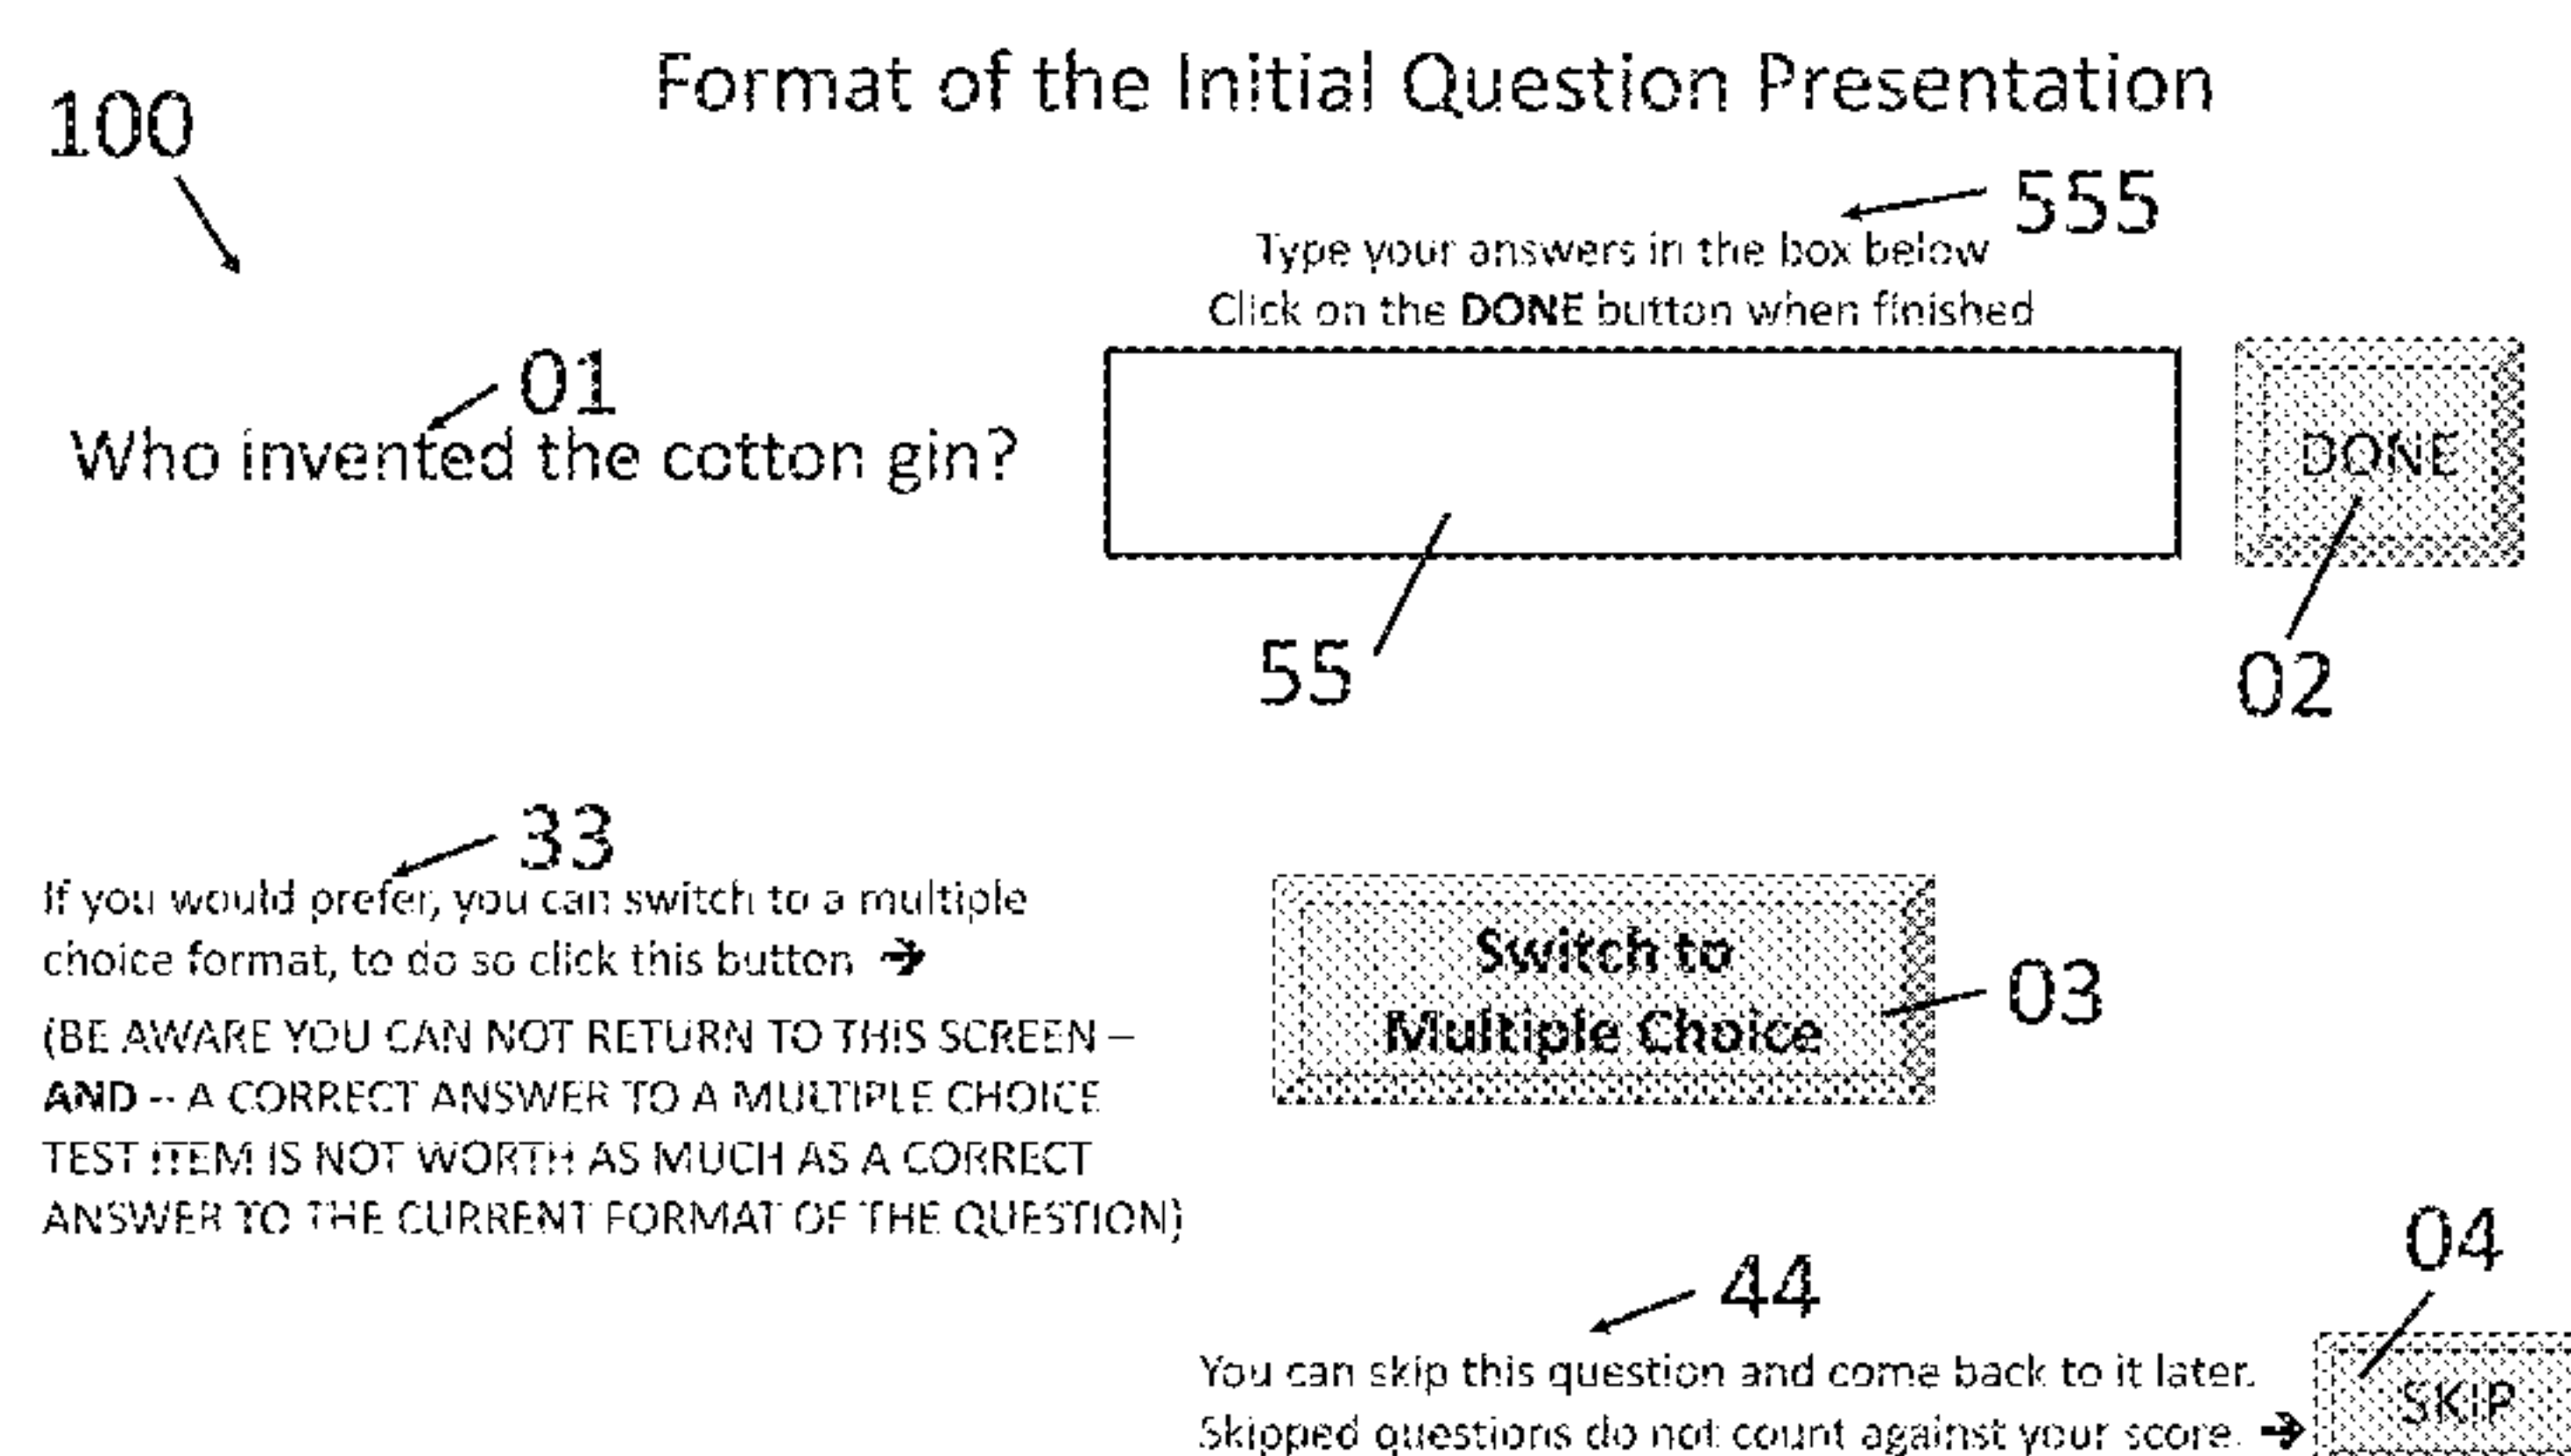 Format of the Initial Question Presentation
100
555
Type your answers in the box below
Click on the DONE button when finished
01
Who invented the cotton gin?
DONE
55
02
33
If you would prefer, you can switch to a multiple
choice format, to do so click this button →
(BE AWARE YOU CAN NOT RETURN TO THIS SCREEN –
AND -- A CORRECT ANSWER TO A MULTIPLE CHOICE
TEST ITEM IS NOT WORTH AS MUCH AS A CORRECT
ANSWER TO THE CURRENT FORMAT OF THE QUESTION)
Switch to
Multiple Choice
03
04
44
You can skip this question and come back to it later.
Skipped questions do not count against your score. →
SKIP